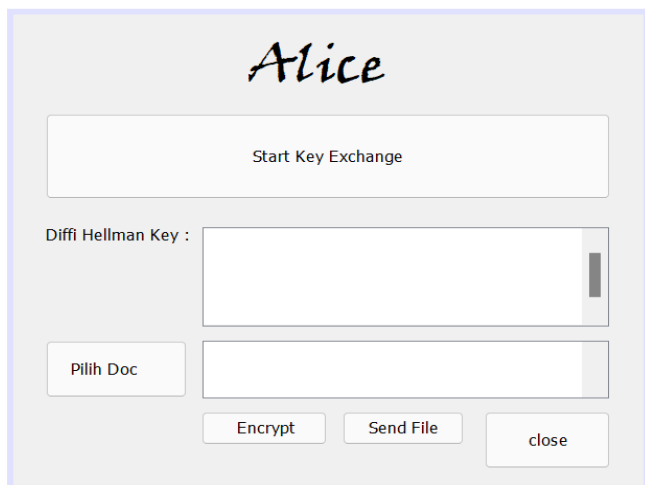 Alice
Start Key Exchange
Diffi Hellman Key :
Pilih Doc
Encrypt
Send File
close